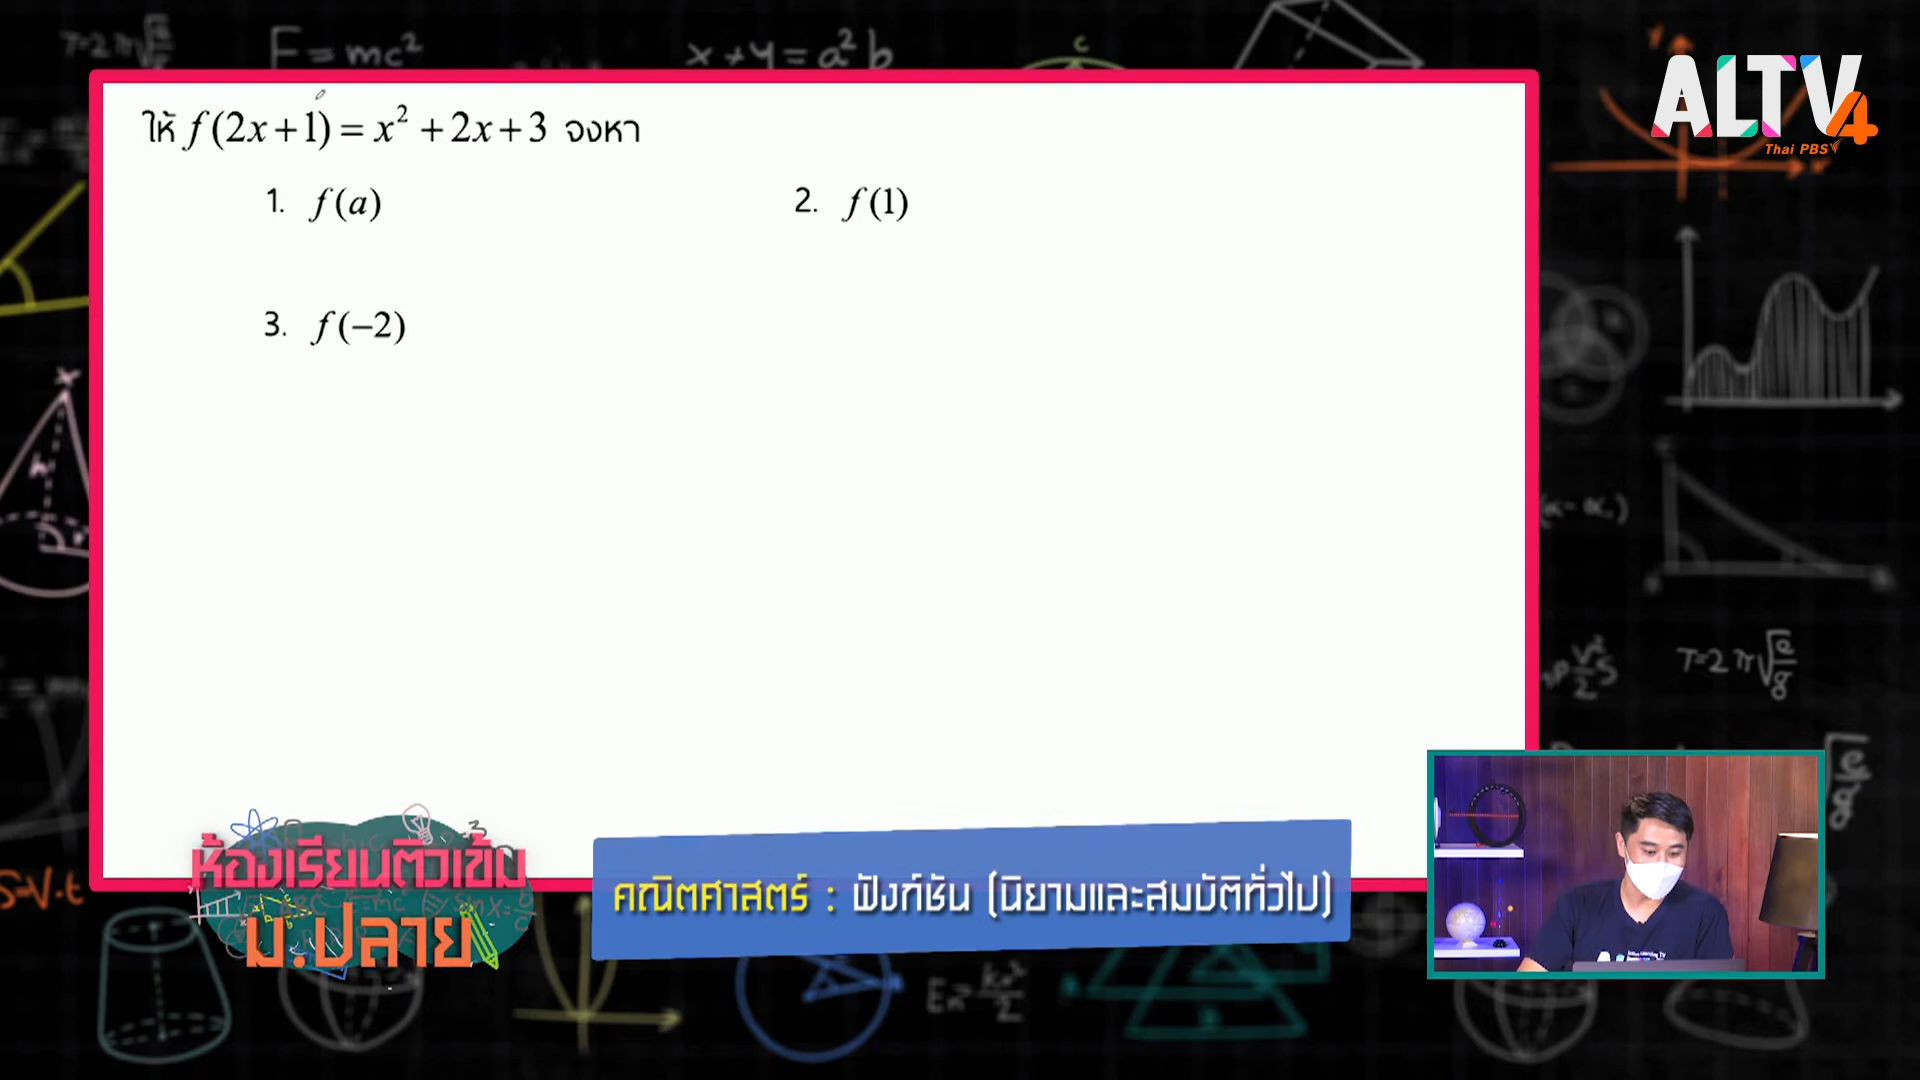 T=2π√e/g
F=mc²
x+y=a²b
c
ALTV4
Thai PBS
ให้ f(2x+1)=x²+2x+3 จงหา
1. f(a)
2. f(1)
3. f(−2)
T=2π√e/g
S=V·t
ห้องเรียนติวเข้ม
ม.ปลาย
คณิตศาสตร์ : ฟังก์ชัน (นิยามและสมบัติทั่วไป)